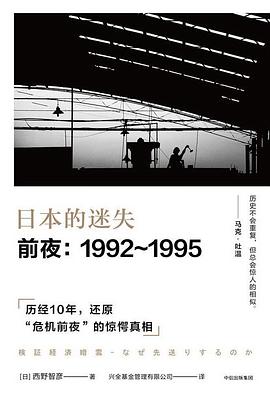 日本的迷失
前夜：1992~1995
历史不会重复，但总会惊人的相似。
——马克·吐温
历经10年，还原
“危机前夜”的惊愕真相
検証経済暗雲-なぜ先送りするのか
[日]西野智彦——著 兴全基金管理有限公司——译 中信出版集团